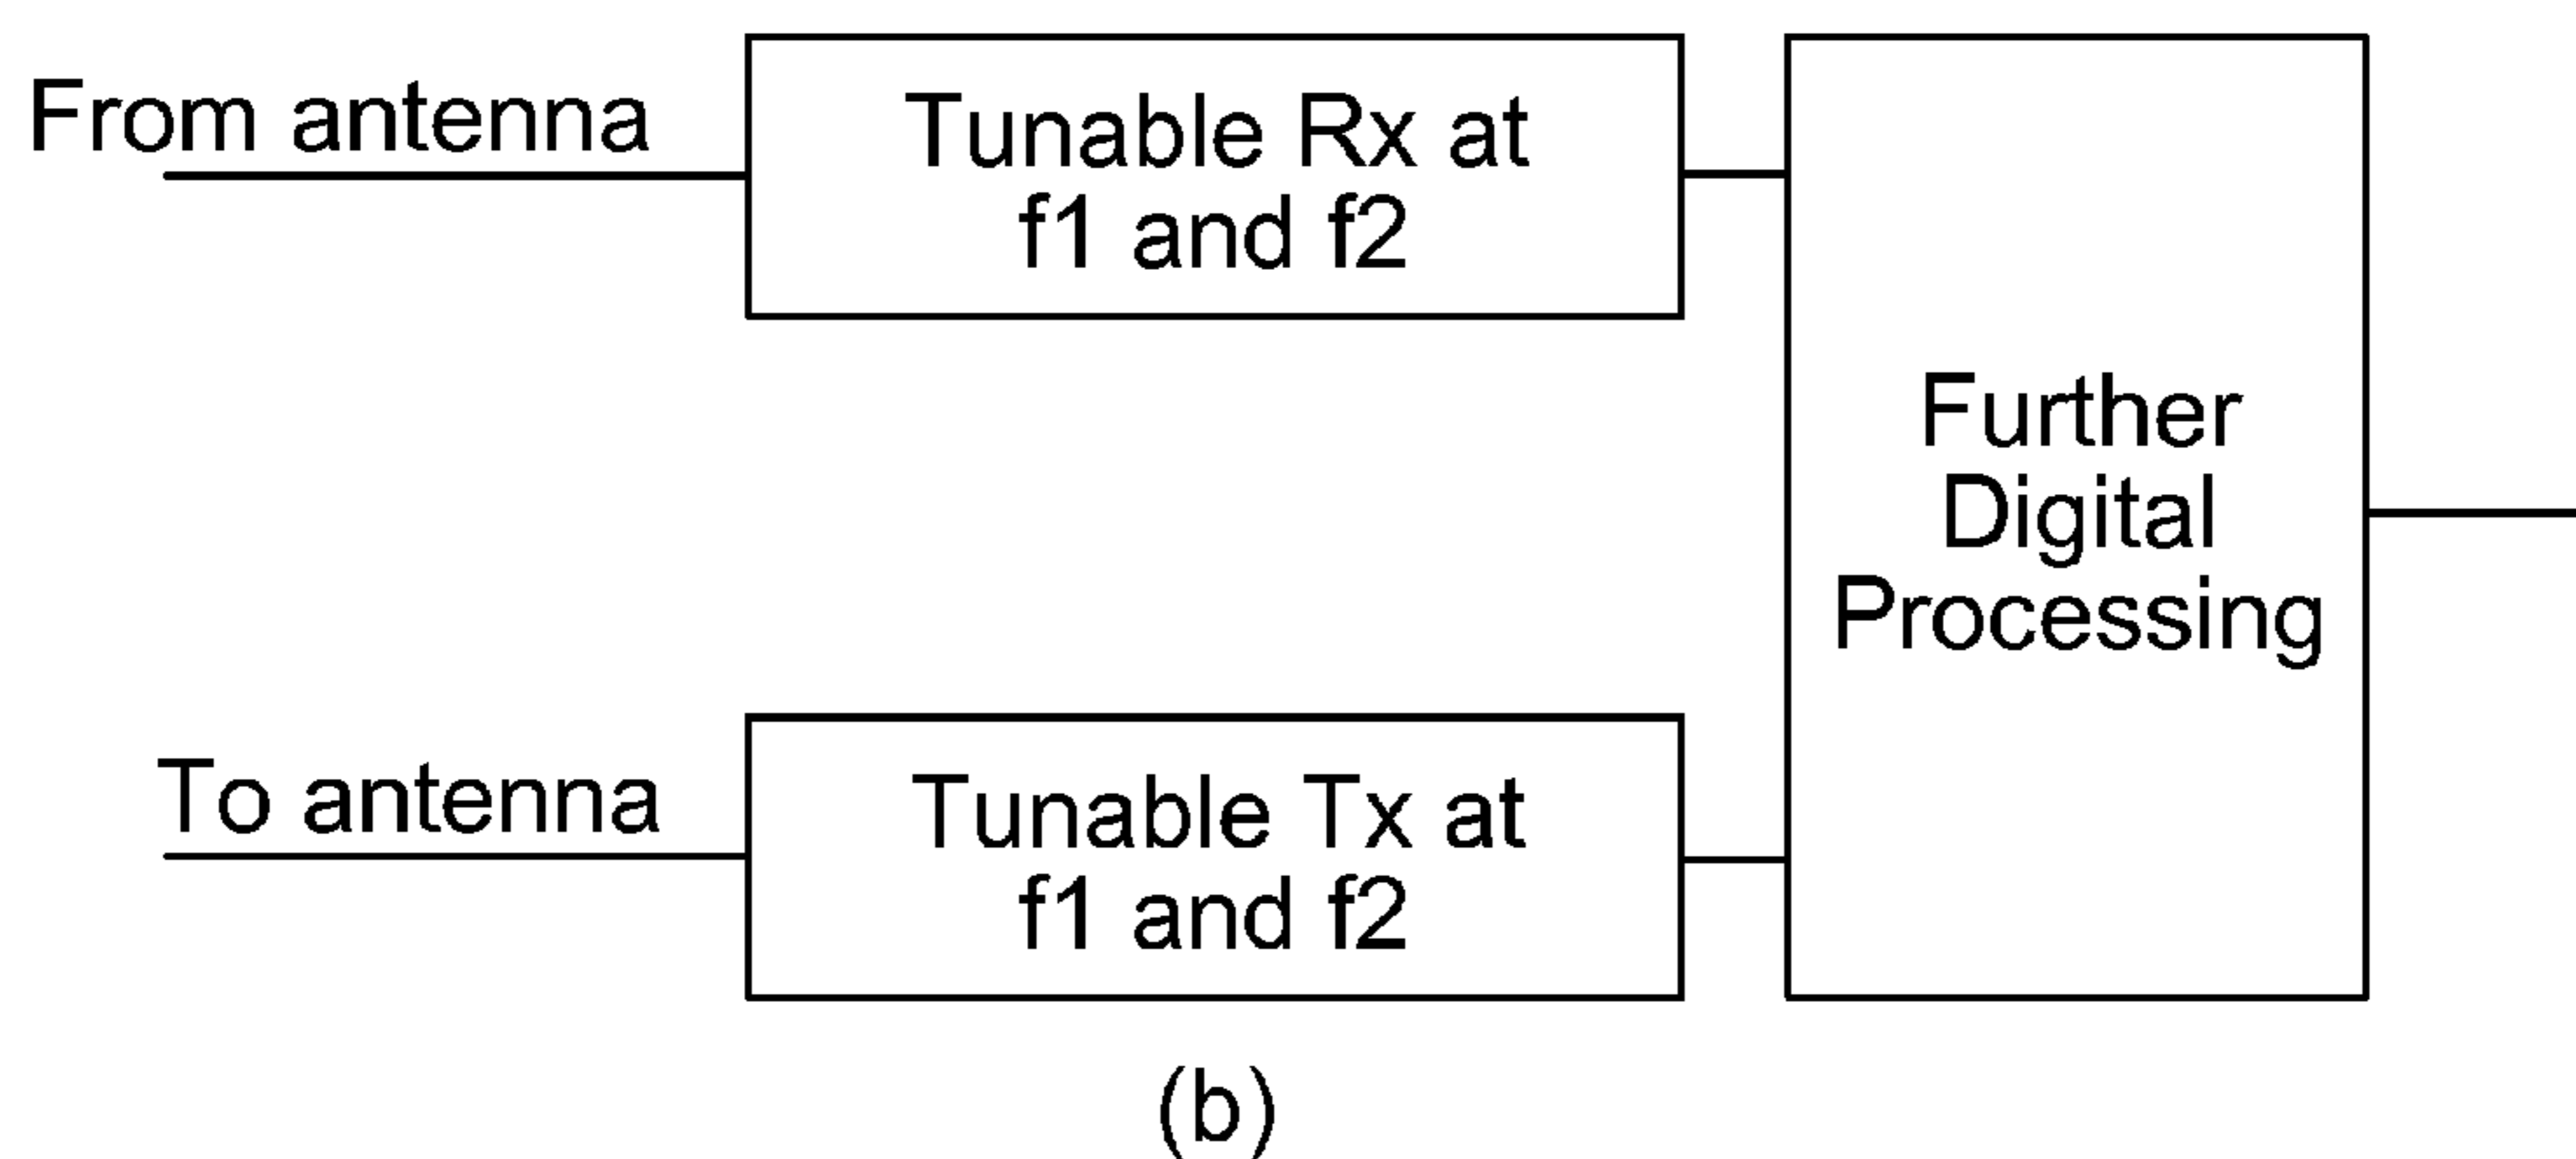 From antenna
Tunable Rx at
f1 and f2
Further
Digital
Processing
To antenna
Tunable Tx at
f1 and f2
(b)